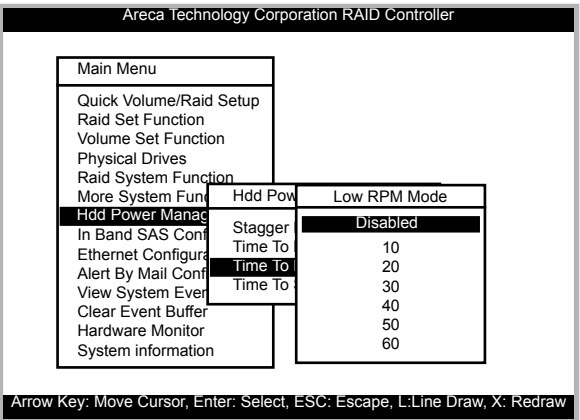 Areca Technology Corporation RAID Controller
Main Menu
Quick Volume/Raid Setup
Raid Set Function
Volume Set Function
Physical Drives
Raid System Function
More System Func
Hdd Power Manag
In Band SAS Conf
Ethernet Configura
Alert By Mail Conf
View System Even
Clear Event Buffer
Hardware Monitor
System information
Hdd Pow
Stagger
Time To
Time To
Time To
Low RPM Mode
Disabled
10
20
30
40
50
60
Arrow Key: Move Cursor, Enter: Select, ESC: Escape, L:Line Draw, X: Redraw